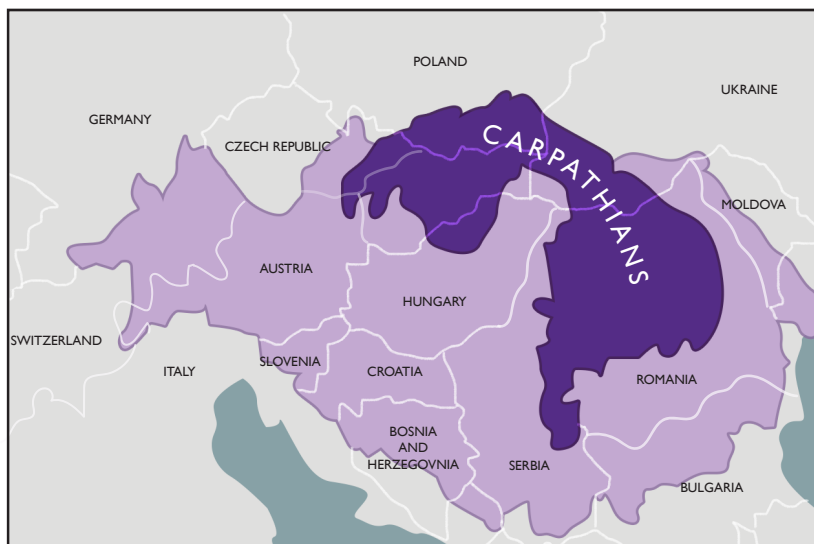 POLAND
UKRAINE
GERMANY
CZECH REPUBLIC
CARPATHIANS
MOLDOVA
AUSTRIA
HUNGARY
SWITZERLAND
ITALY
SLOVENIA
CROATIA
ROMANIA
BOSNIA
AND
HERZEGOVNIA
SERBIA
BULGARIA